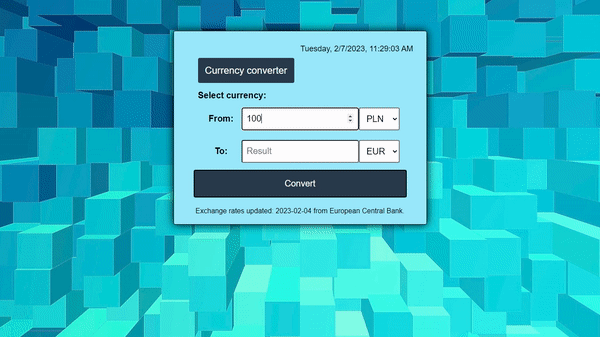 Tuesday, 2/7/2023, 11:29:03 AM
Currency converter
Select currency:
From: 100 PLN
To: Result EUR
Convert
Exchange rates updated: 2023-02-04 from European Central Bank.